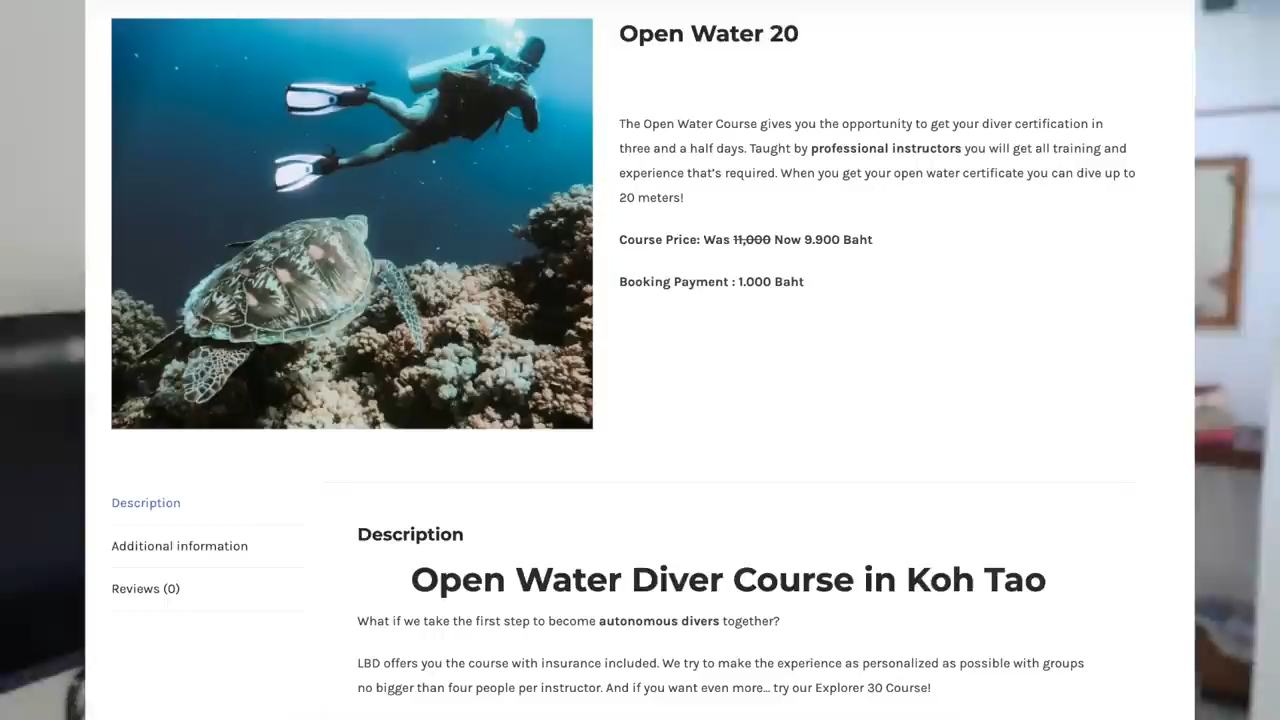 Open Water 20
The Open Water Course gives you the opportunity to get your diver certification in
three and a half days. Taught by professional instructors you will get all training and
experience that's required. When you get your open water certificate you can dive up to
20 meters!
Course Price: Was 11,000 Now 9.900 Baht
Booking Payment : 1.000 Baht
Description
Additional information
Reviews (0)
Description
Open Water Diver Course in Koh Tao
What if we take the first step to become autonomous divers together?
LBD offers you the course with insurance included. We try to make the experience as personalized as possible with groups
no bigger than four people per instructor. And if you want even more... try our Explorer 30 Course!